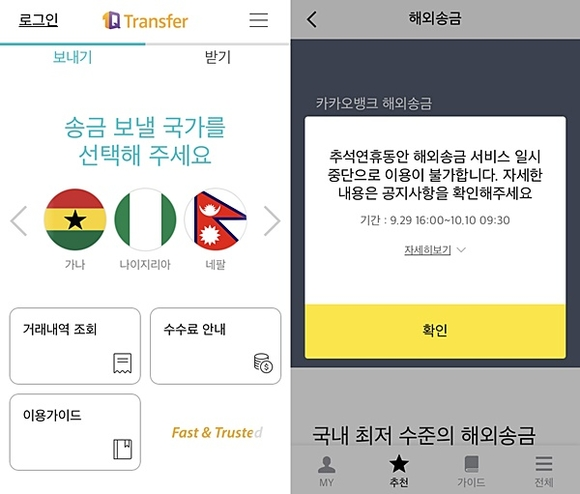 로그인
1Q Transfer
보내기
받기
송금 보낼 국가를
선택해 주세요
가나
나이지리아
네팔
거래내역 조회
수수료 안내
이용가이드
Fast & Trusted
해외송금
카카오뱅크 해외송금
추석연휴동안 해외송금 서비스 일시
중단으로 이용이 불가합니다. 자세한
내용은 공지사항을 확인해주세요
기간 : 9.29 16:00~10.10 09:30
자세히보기
확인
국내 최저 수준의 해외송금
MY
추천
가이드
전체